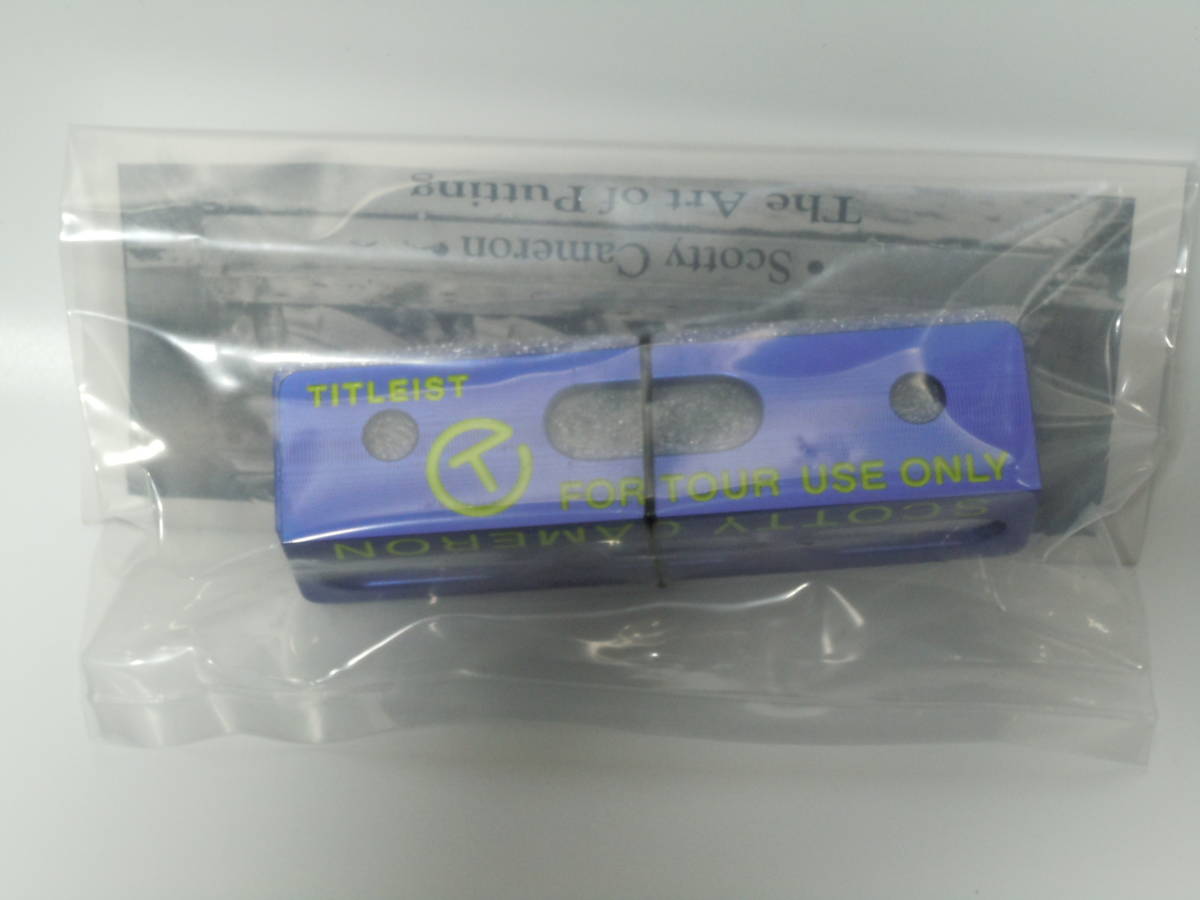 The Art of Putting
• Scotty Cameron •
TITLEIST
T
FOR TOUR USE ONLY
SCOTTY CAMERON